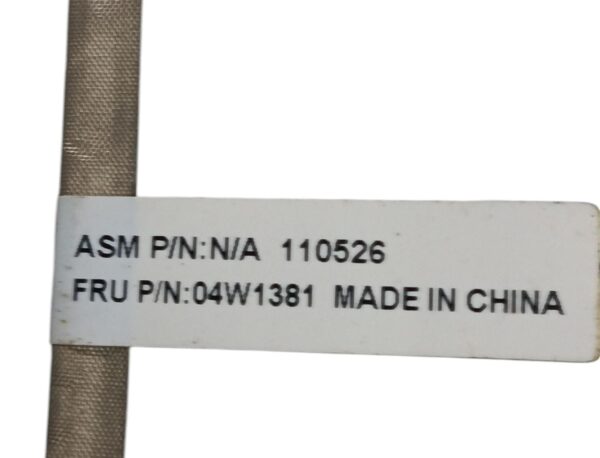 ASM P/N:N/A 110526
FRU P/N:04W1381 MADE IN CHINA